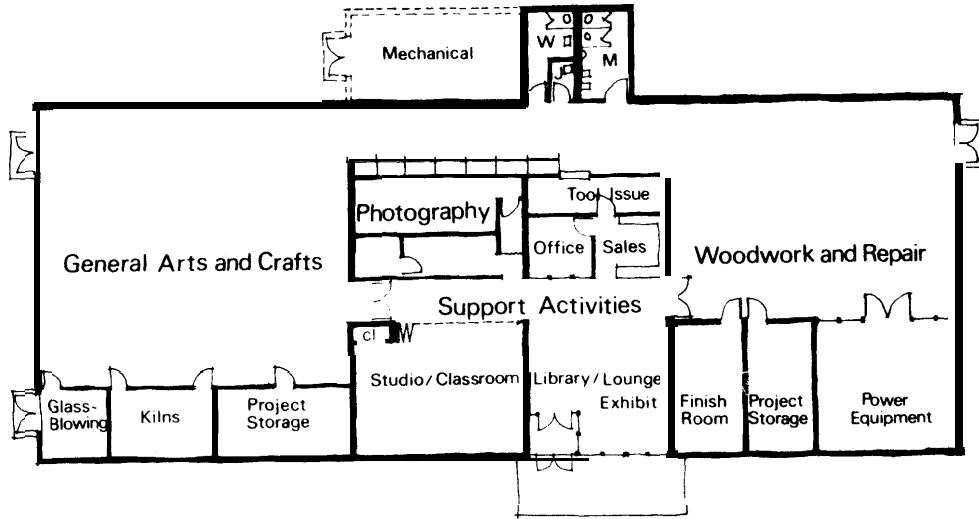 W
M
J
Mechanical
Tool Issue
Photography
Office
Sales
General Arts and Crafts
Woodwork and Repair
Support Activities
cl
Studio/Classroom
Library/Lounge
Exhibit
Glass-
Blowing
Kilns
Project
Storage
Finish
Room
Project
Storage
Power
Equipment